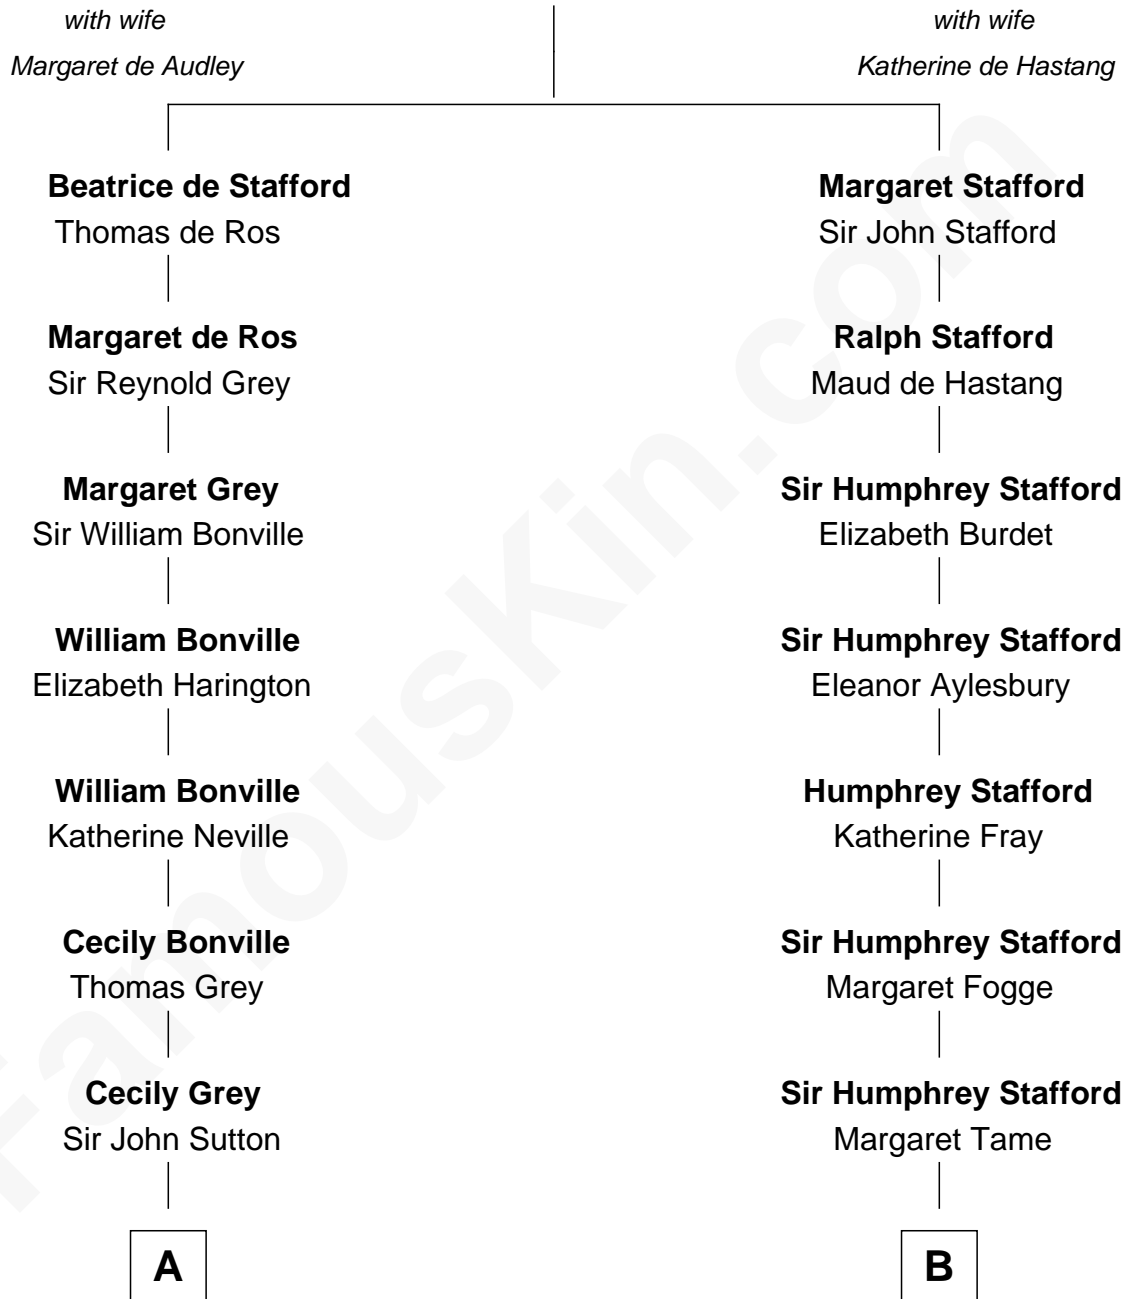 with wife
Margaret de Audley
with wife
Katherine de Hastang
Beatrice de Stafford
Thomas de Ros
Margaret Stafford
Sir John Stafford
Margaret de Ros
Sir Reynold Grey
Ralph Stafford
Maud de Hastang
Margaret Grey
Sir William Bonville
Sir Humphrey Stafford
Elizabeth Burdet
William Bonville
Elizabeth Harington
Sir Humphrey Stafford
Eleanor Aylesbury
William Bonville
Katherine Neville
Humphrey Stafford
Katherine Fray
Cecily Bonville
Thomas Grey
Sir Humphrey Stafford
Margaret Fogge
Cecily Grey
Sir John Sutton
Sir Humphrey Stafford
Margaret Tame
A
B
FamousKin.com